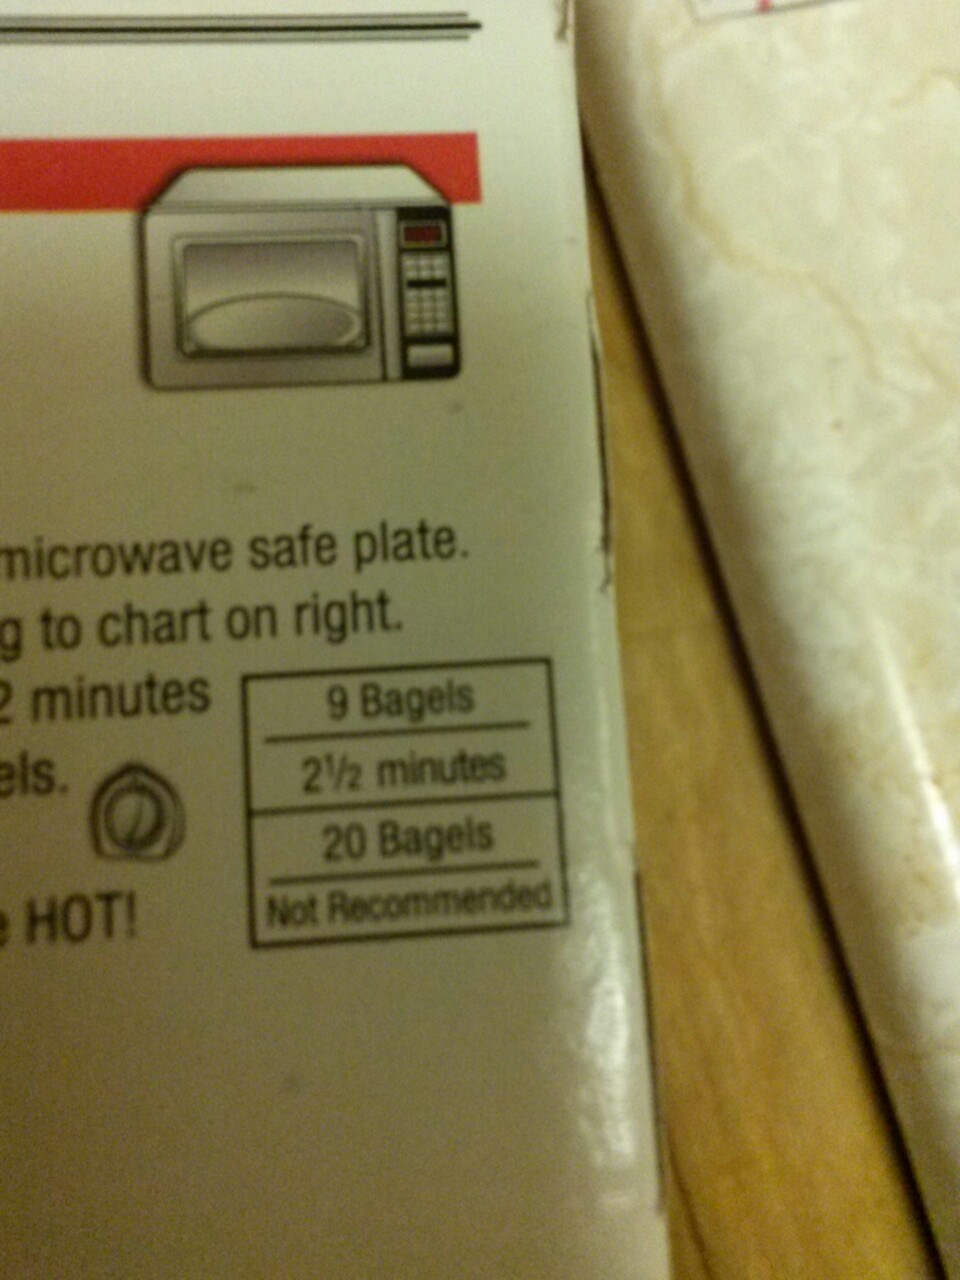 microwave safe plate.
g to chart on right.
2 minutes
els.
HOT!
9 Bagels
2½ minutes
20 Bagels
Not Recommended